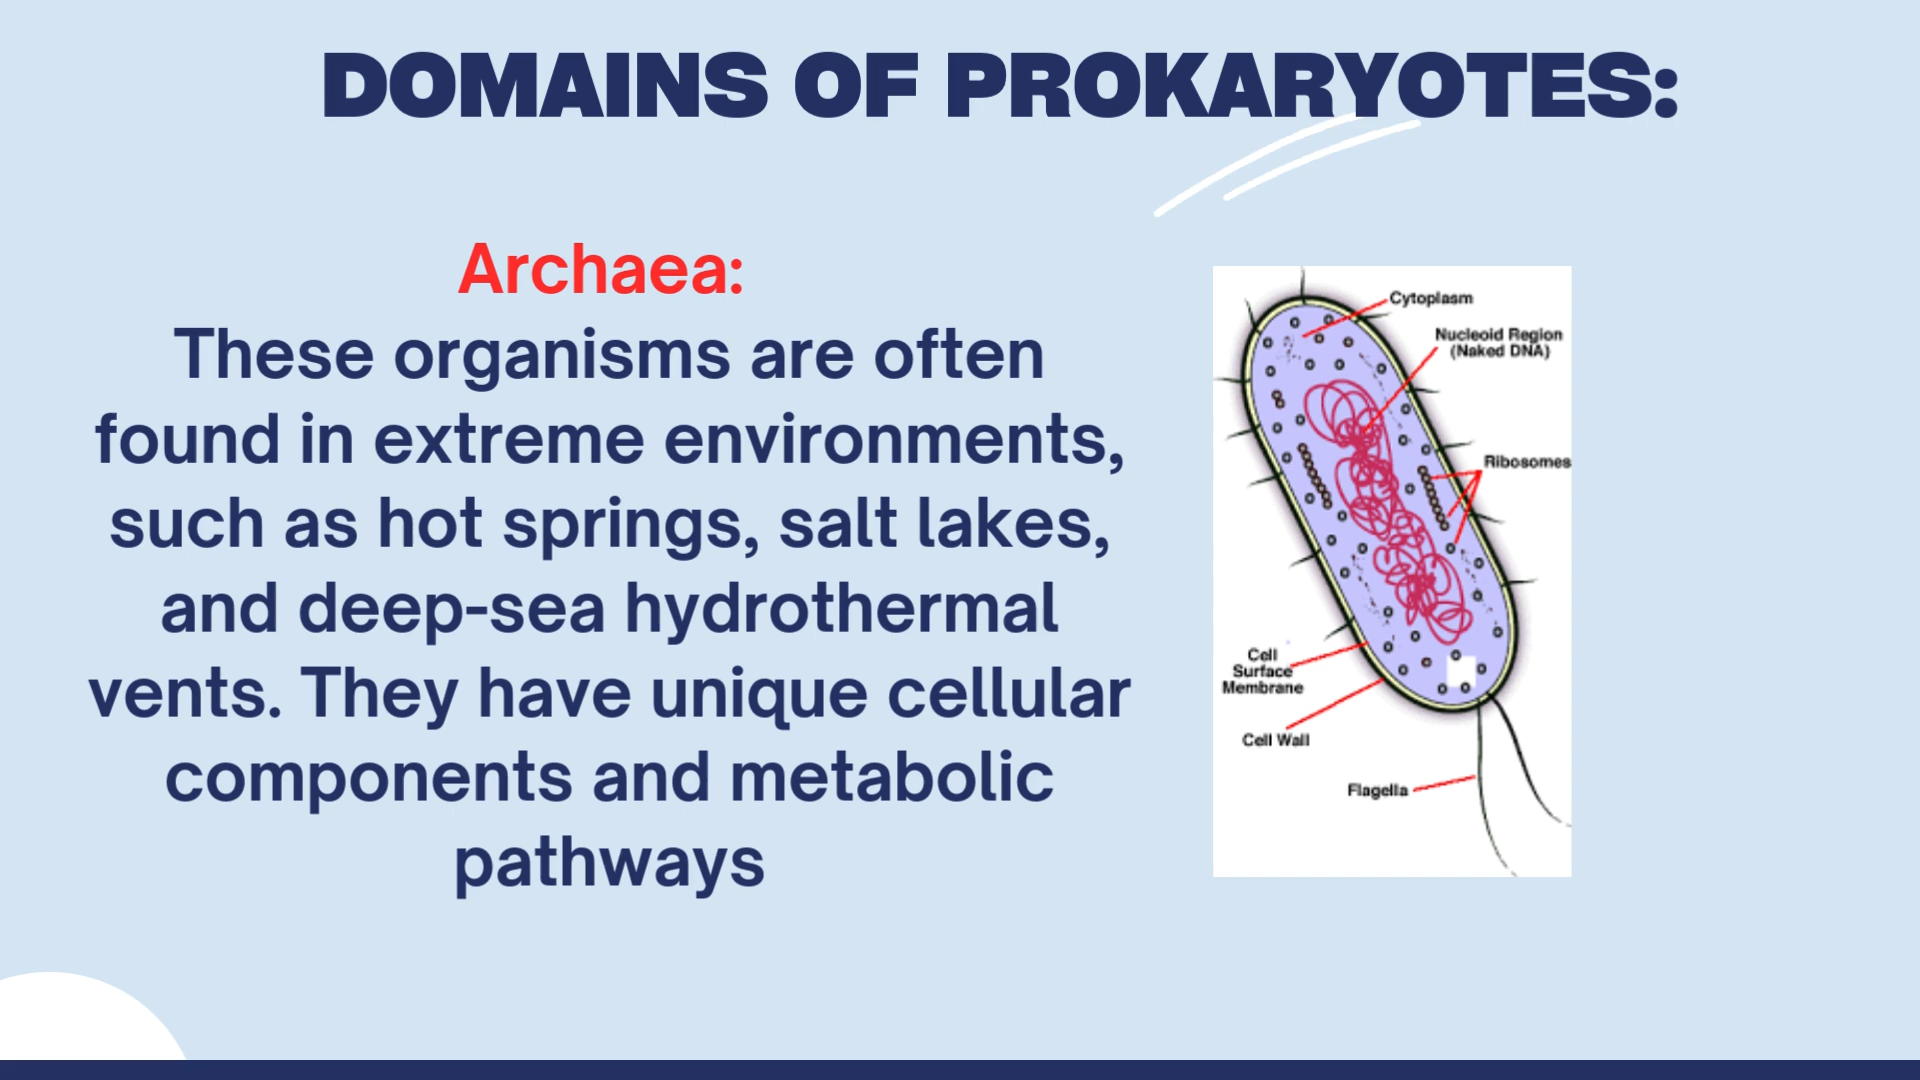 DOMAINS OF PROKARYOTES:
Archaea:
These organisms are often
found in extreme environments,
such as hot springs, salt lakes,
and deep-sea hydrothermal
vents. They have unique cellular
components and metabolic
pathways
Cytoplasm
Nucleoid Region
(Naked DNA)
Ribosomes
Cell
Surface
Membrane
Cell Wall
Flagella